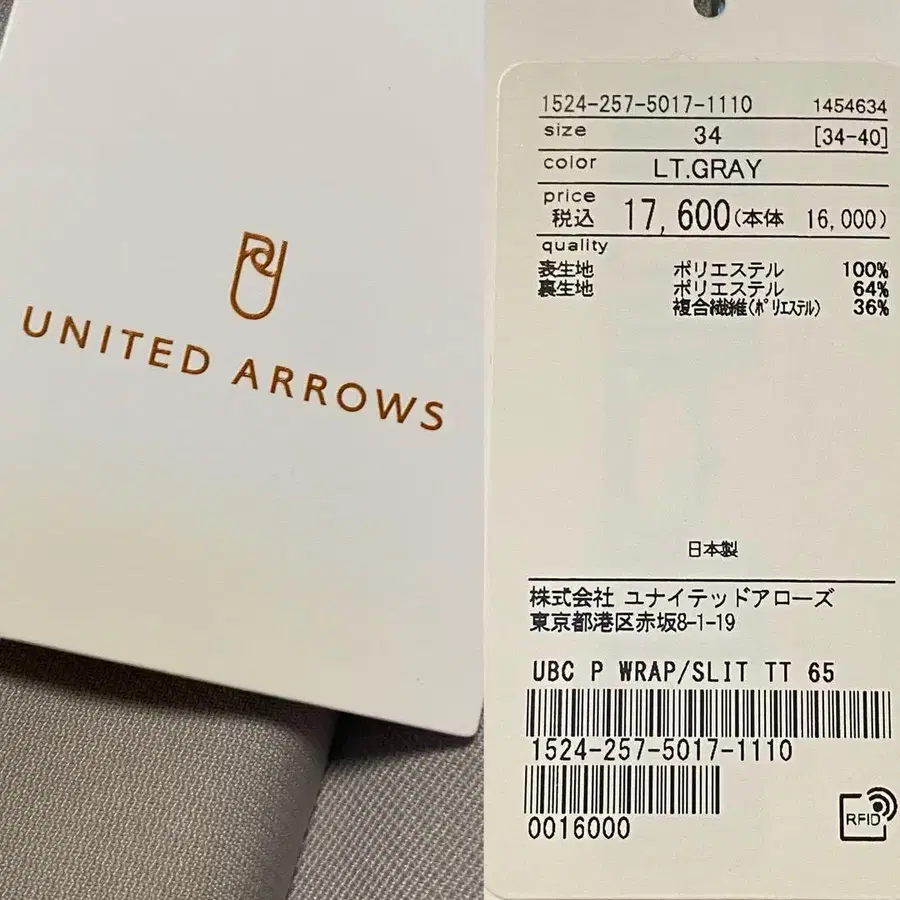 UNITED ARROWS
1524-257-5017-1110 1454634
size 34 [34-40]
color LT.GRAY
price
税込 17,600(本体 16,000)
quality
表生地 ポリエステル 100%
裏生地 ポリエステル 64%
複合繊維(ポリエステル) 36%
日本製
株式会社 ユナイテッドアローズ
東京都港区赤坂8-1-19
UBC P WRAP/SLIT TT 65
1524-257-5017-1110
0016000
RFID